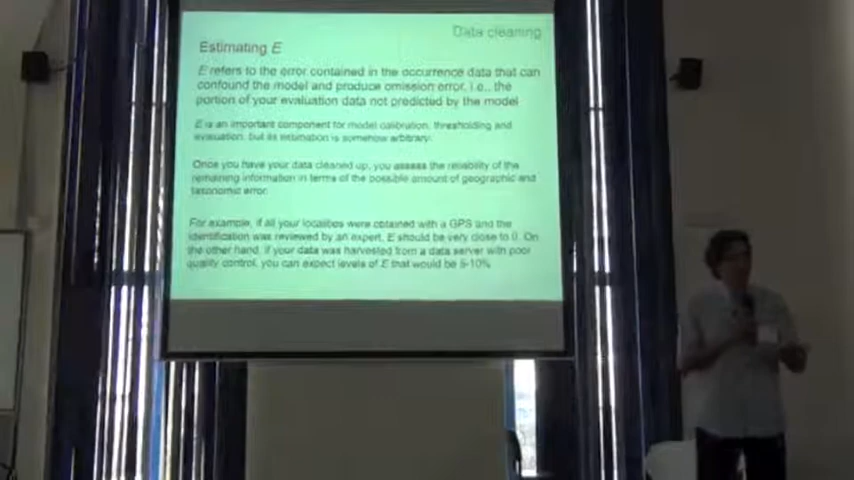 Data cleaning
Estimating E
E refers to the error contained in the occurrence data that can
confound the model and produce omission error, i.e., the
portion of your evaluation data not predicted by the model
E is an important component for model calibration, thresholding and
evaluation, but its estimation is somehow arbitrary.
Once you have your data cleaned up, you assess the reliability of the
remaining information in terms of the possible amount of geographic and
taxonomist error.
For example, if all your localities were obtained with a GPS and the
identification was reviewed by an expert, E should be very close to 0. On
the other hand, if your data was harvested from a data server with poor
quality control, you can expect levels of E that would be 5-10%